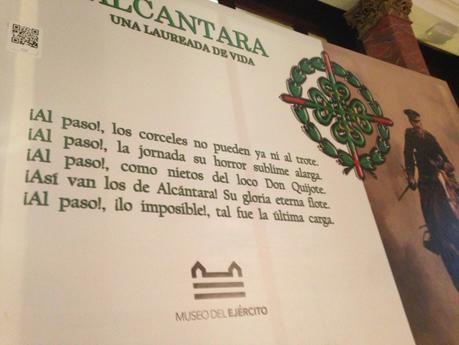 ALCANTARA
UNA LAUREADA DE VIDA
¡Al paso!, los corceles no pueden ya ni al trote.
¡Al paso!, la jornada su horror sublime alarga.
¡Al paso!, como nietos del loco Don Quijote.
¡Así van los de Alcántara! Su gloria eterna flote.
¡Al paso!, ¡lo imposible!, tal fue la última carga.
MUSEO DEL EJÉRCITO